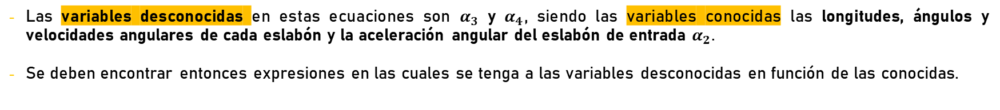 - Las variables desconocidas en estas ecuaciones son α₃ y α₄, siendo las variables conocidas las longitudes, ángulos y
velocidades angulares de cada eslabón y la aceleración angular del eslabón de entrada α₂.
- Se deben encontrar entonces expresiones en las cuales se tenga a las variables desconocidas en función de las conocidas.